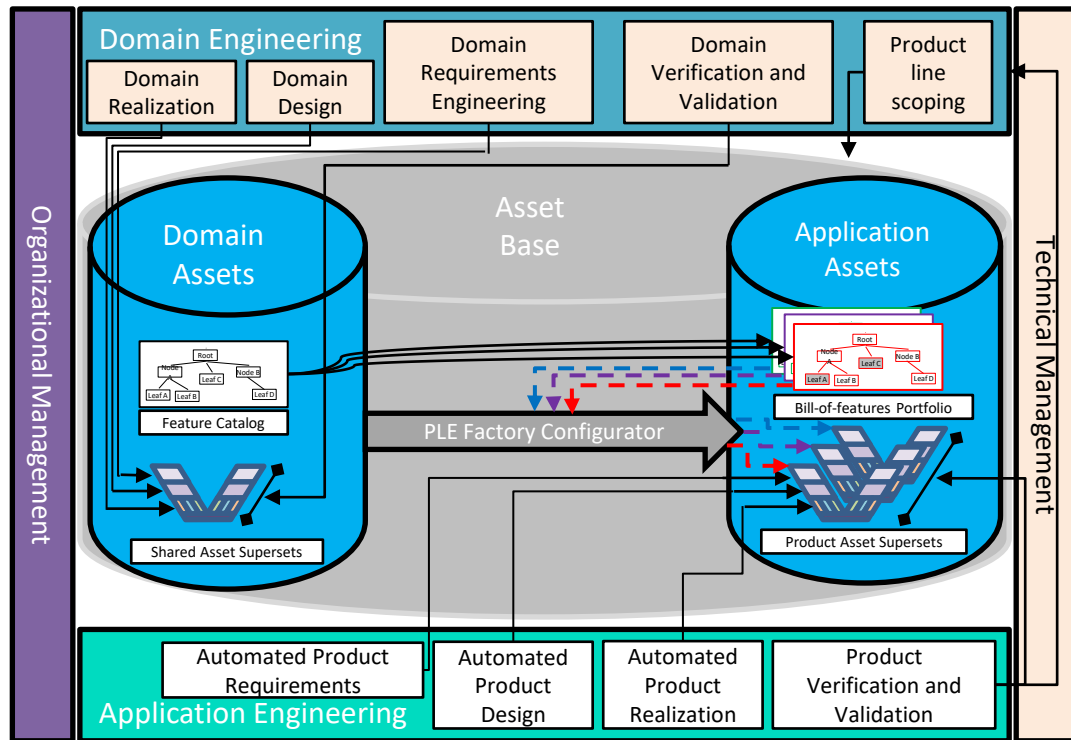 Domain Engineering
Domain
Realization
Domain
Design
Domain
Requirements
Engineering
Domain
Verification and
Validation
Product
line
scoping
Organizational Management
Technical Management
Asset
Base
Domain
Assets
Application
Assets
Root
Node
A
Node B
Leaf C
Leaf A
Leaf B
Leaf D
Feature Catalog
Root
Node
A
Node B
Leaf C
Leaf A
Leaf B
Leaf D
Bill-of-features Portfolio
PLE Factory Configurator
Shared Asset Supersets
Product Asset Supersets
Automated Product
Requirements
Automated
Product
Design
Automated
Product
Realization
Product
Verification and
Validation
Application Engineering